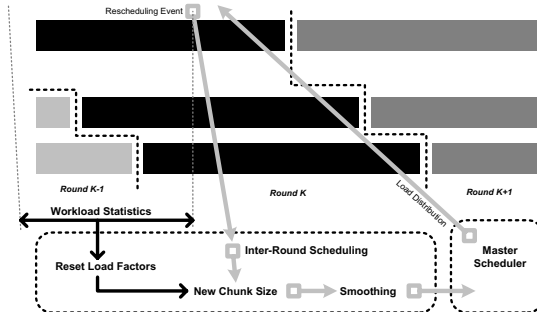 Rescheduling Event
Round K-1
Round K
Round K+1
Load Distribution
Workload Statistics
Inter-Round Scheduling
Master
Scheduler
Reset Load Factors
New Chunk Size
Smoothing